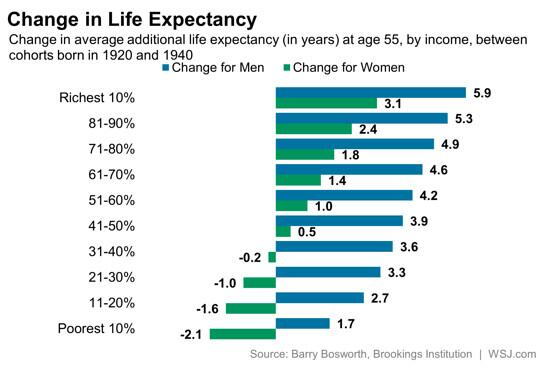 Change in Life Expectancy
Change in average additional life expectancy (in years) at age 55, by income, between
cohorts born in 1920 and 1940
Change for Men Change for Women
Richest 10% 5.9
3.1
81-90% 5.3
2.4
71-80% 4.9
1.8
61-70% 4.6
1.4
51-60% 4.2
1.0
41-50% 3.9
0.5
31-40% 3.6
-0.2
21-30% 3.3
-1.0
11-20% 2.7
-1.6
Poorest 10% 1.7
-2.1
Source: Barry Bosworth, Brookings Institution | WSJ.com